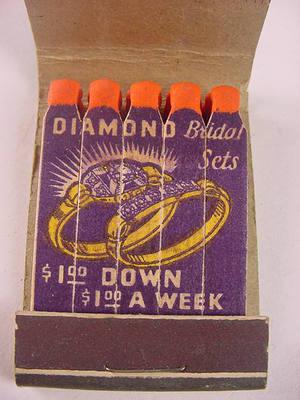 DIAMOND Bridal
Sets
$1.00 DOWN
$1.00 A WEEK